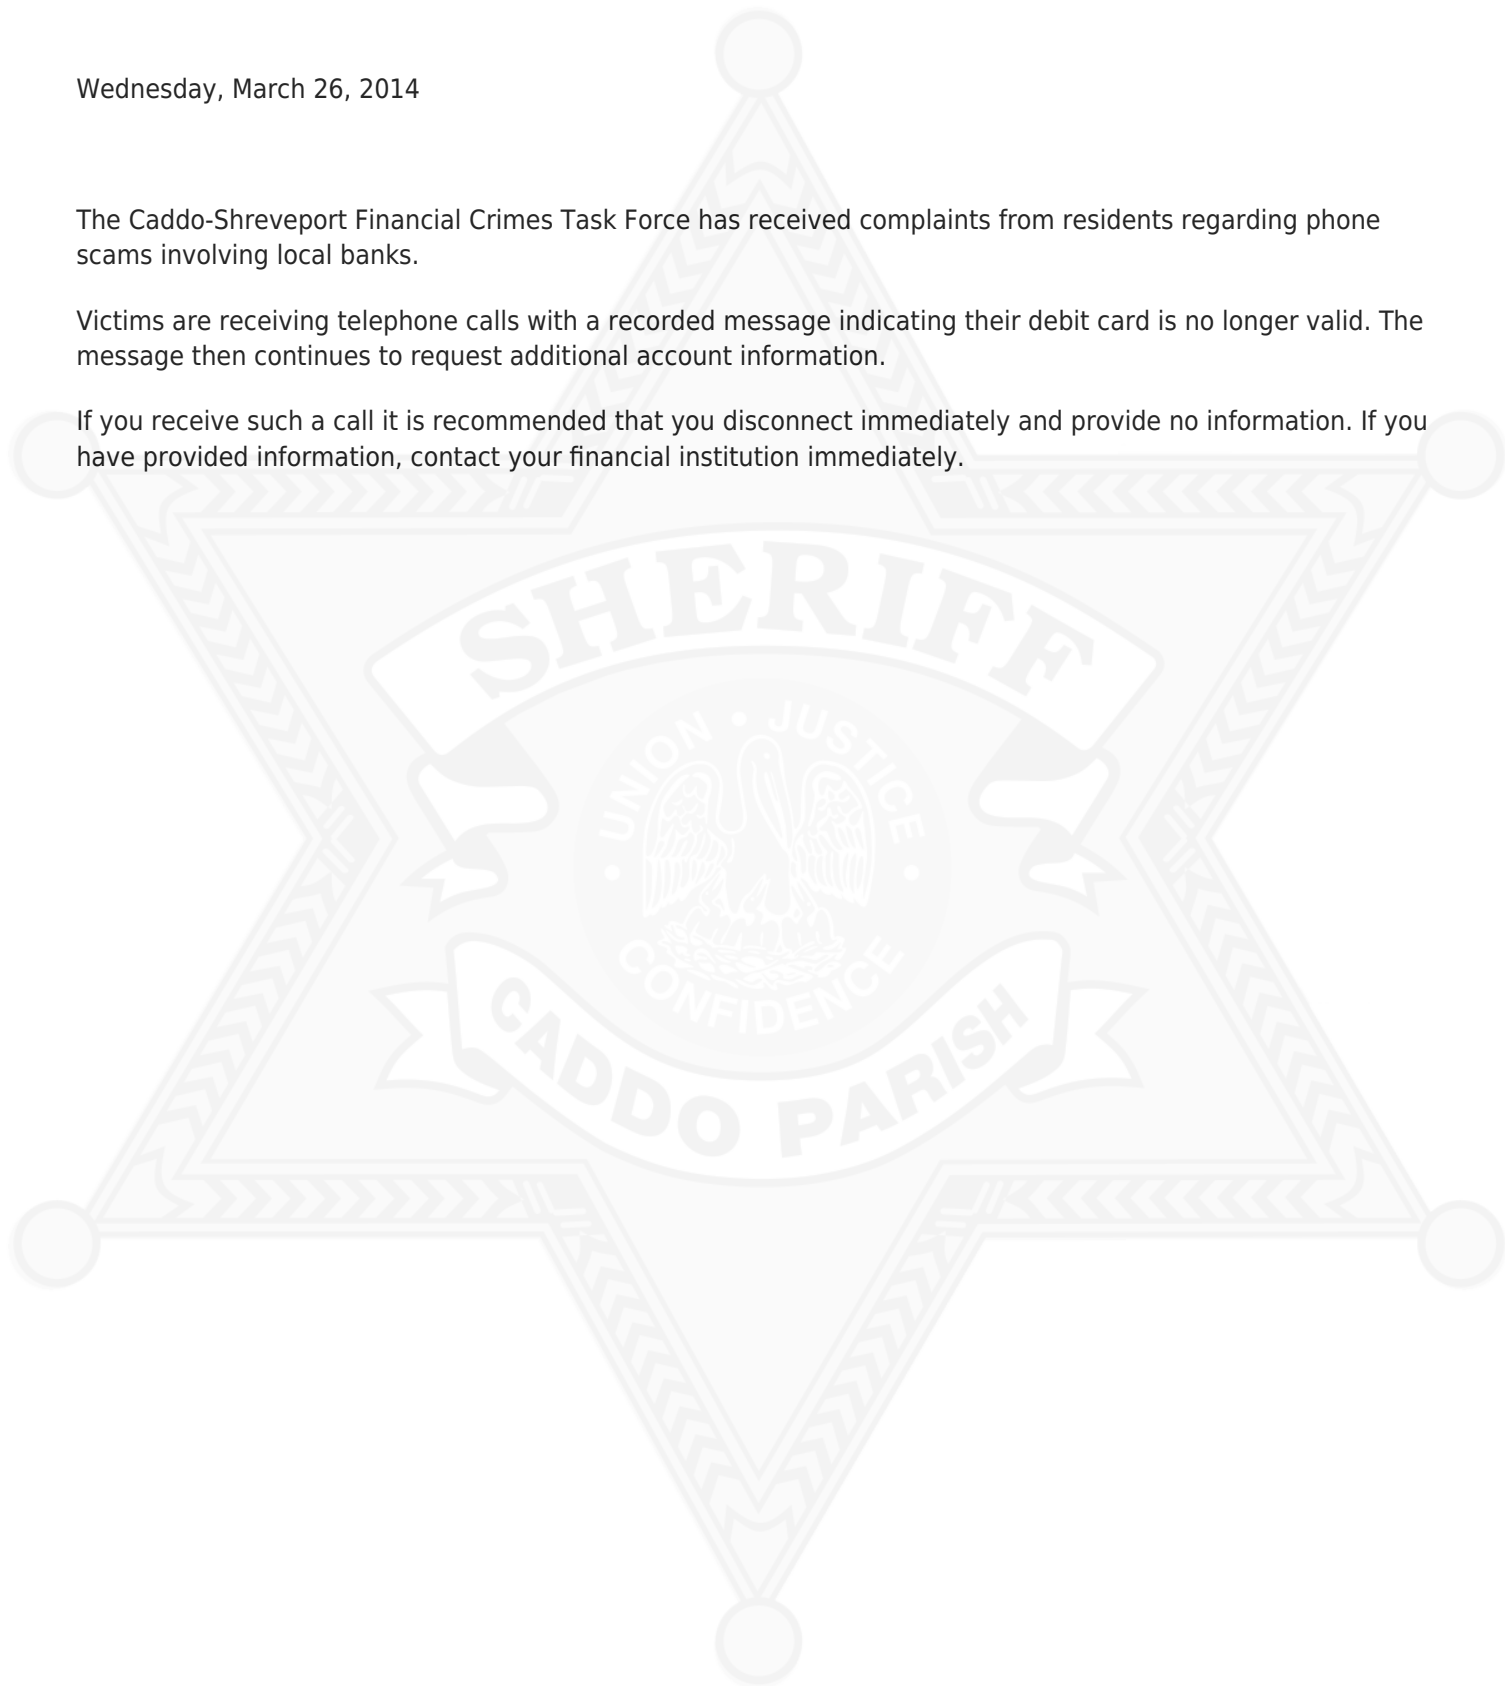 Wednesday, March 26, 2014
The Caddo-Shreveport Financial Crimes Task Force has received complaints from residents regarding phone
scams involving local banks.
Victims are receiving telephone calls with a recorded message indicating their debit card is no longer valid. The
message then continues to request additional account information.
If you receive such a call it is recommended that you disconnect immediately and provide no information. If you
have provided information, contact your financial institution immediately.
SHERIFF
UNION • JUSTICE
• CONFIDENCE •
CADDO PARISH